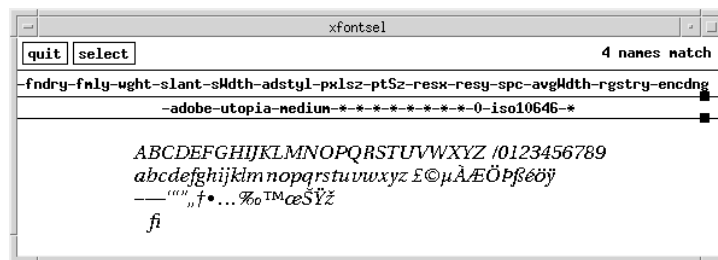 xfontsel
quit select 4 names match
-fndry-fmly-wght-slant-sWdth-adstyl-pxlsz-ptSz-resx-resy-spc-avgWdth-rgstry-encdng
-adobe-utopia-medium-*-*-*-*-*-*-*-*-0-iso10646-*
ABCDEFGHIJKLMNOPQRSTUVWXYZ /0123456789
abcdefghijklmnopqrstuvwxyz £©µÀÆÖÞßéöÿ
–—‘“”„†•…‰™œŠŸž
ﬁ